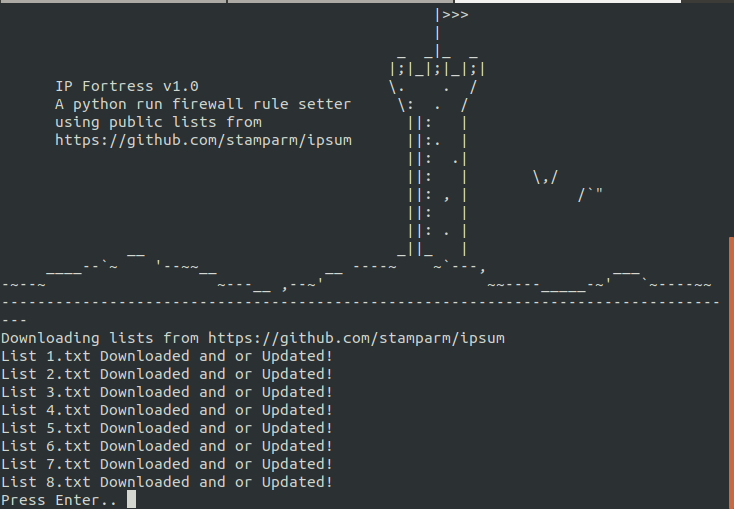 IP Fortress v1.0
A python run firewall rule setter
using public lists from
https://github.com/stamparm/ipsum
Downloading lists from https://github.com/stamparm/ipsum
List 1.txt Downloaded and or Updated!
List 2.txt Downloaded and or Updated!
List 3.txt Downloaded and or Updated!
List 4.txt Downloaded and or Updated!
List 5.txt Downloaded and or Updated!
List 6.txt Downloaded and or Updated!
List 7.txt Downloaded and or Updated!
List 8.txt Downloaded and or Updated!
Press Enter..